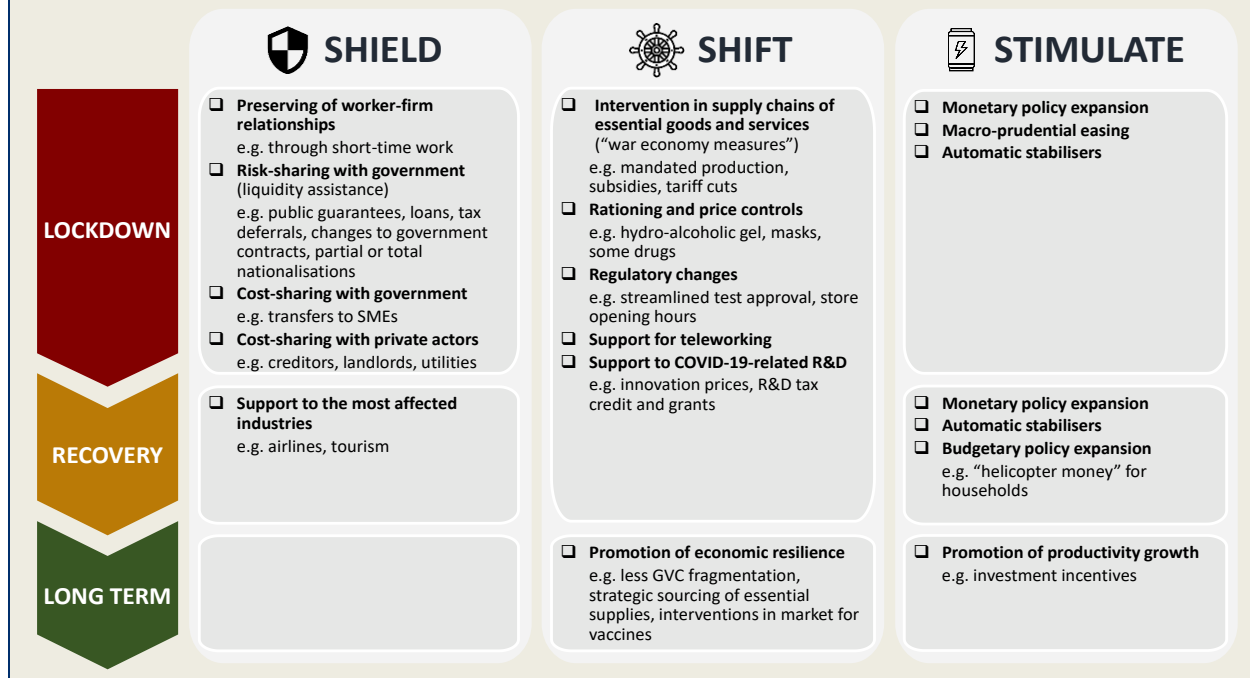 SHIELD
SHIFT
STIMULATE
LOCKDOWN
❑ Preserving of worker-firm
relationships
e.g. through short-time work
❑ Risk-sharing with government
(liquidity assistance)
e.g. public guarantees, loans, tax
deferrals, changes to government
contracts, partial or total
nationalisations
❑ Cost-sharing with government
e.g. transfers to SMEs
❑ Cost-sharing with private actors
e.g. creditors, landlords, utilities
❑ Intervention in supply chains of
essential goods and services
(“war economy measures”)
e.g. mandated production,
subsidies, tariff cuts
❑ Rationing and price controls
e.g. hydro-alcoholic gel, masks,
some drugs
❑ Regulatory changes
e.g. streamlined test approval, store
opening hours
❑ Support for teleworking
❑ Support to COVID-19-related R&D
e.g. innovation prices, R&D tax
credit and grants
❑ Monetary policy expansion
❑ Macro-prudential easing
❑ Automatic stabilisers
RECOVERY
❑ Support to the most affected
industries
e.g. airlines, tourism
❑ Monetary policy expansion
❑ Automatic stabilisers
❑ Budgetary policy expansion
e.g. “helicopter money” for
households
LONG TERM
❑ Promotion of economic resilience
e.g. less GVC fragmentation,
strategic sourcing of essential
supplies, interventions in market for
vaccines
❑ Promotion of productivity growth
e.g. investment incentives